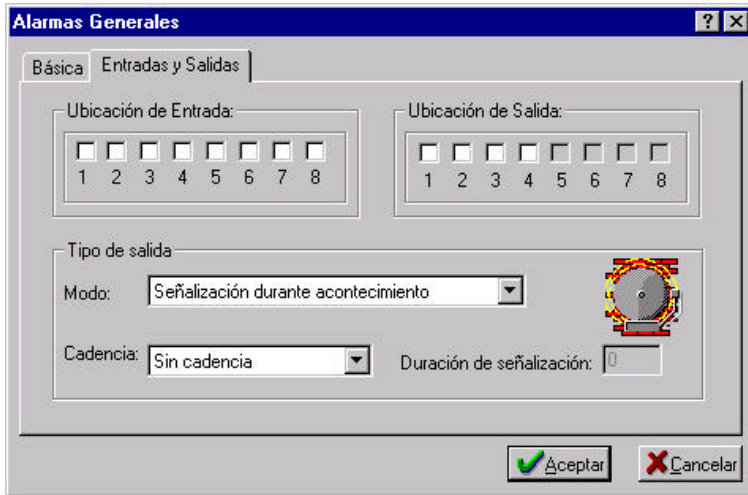 Alarmas Generales
Básica Entradas y Salidas
Ubicación de Entrada: Ubicación de Salida:
1 2 3 4 5 6 7 8 1 2 3 4 5 6 7 8
Tipo de salida
Modo: Señalización durante acontecimiento
Cadencia: Sin cadencia Duración de señalización: 0
Aceptar Cancelar